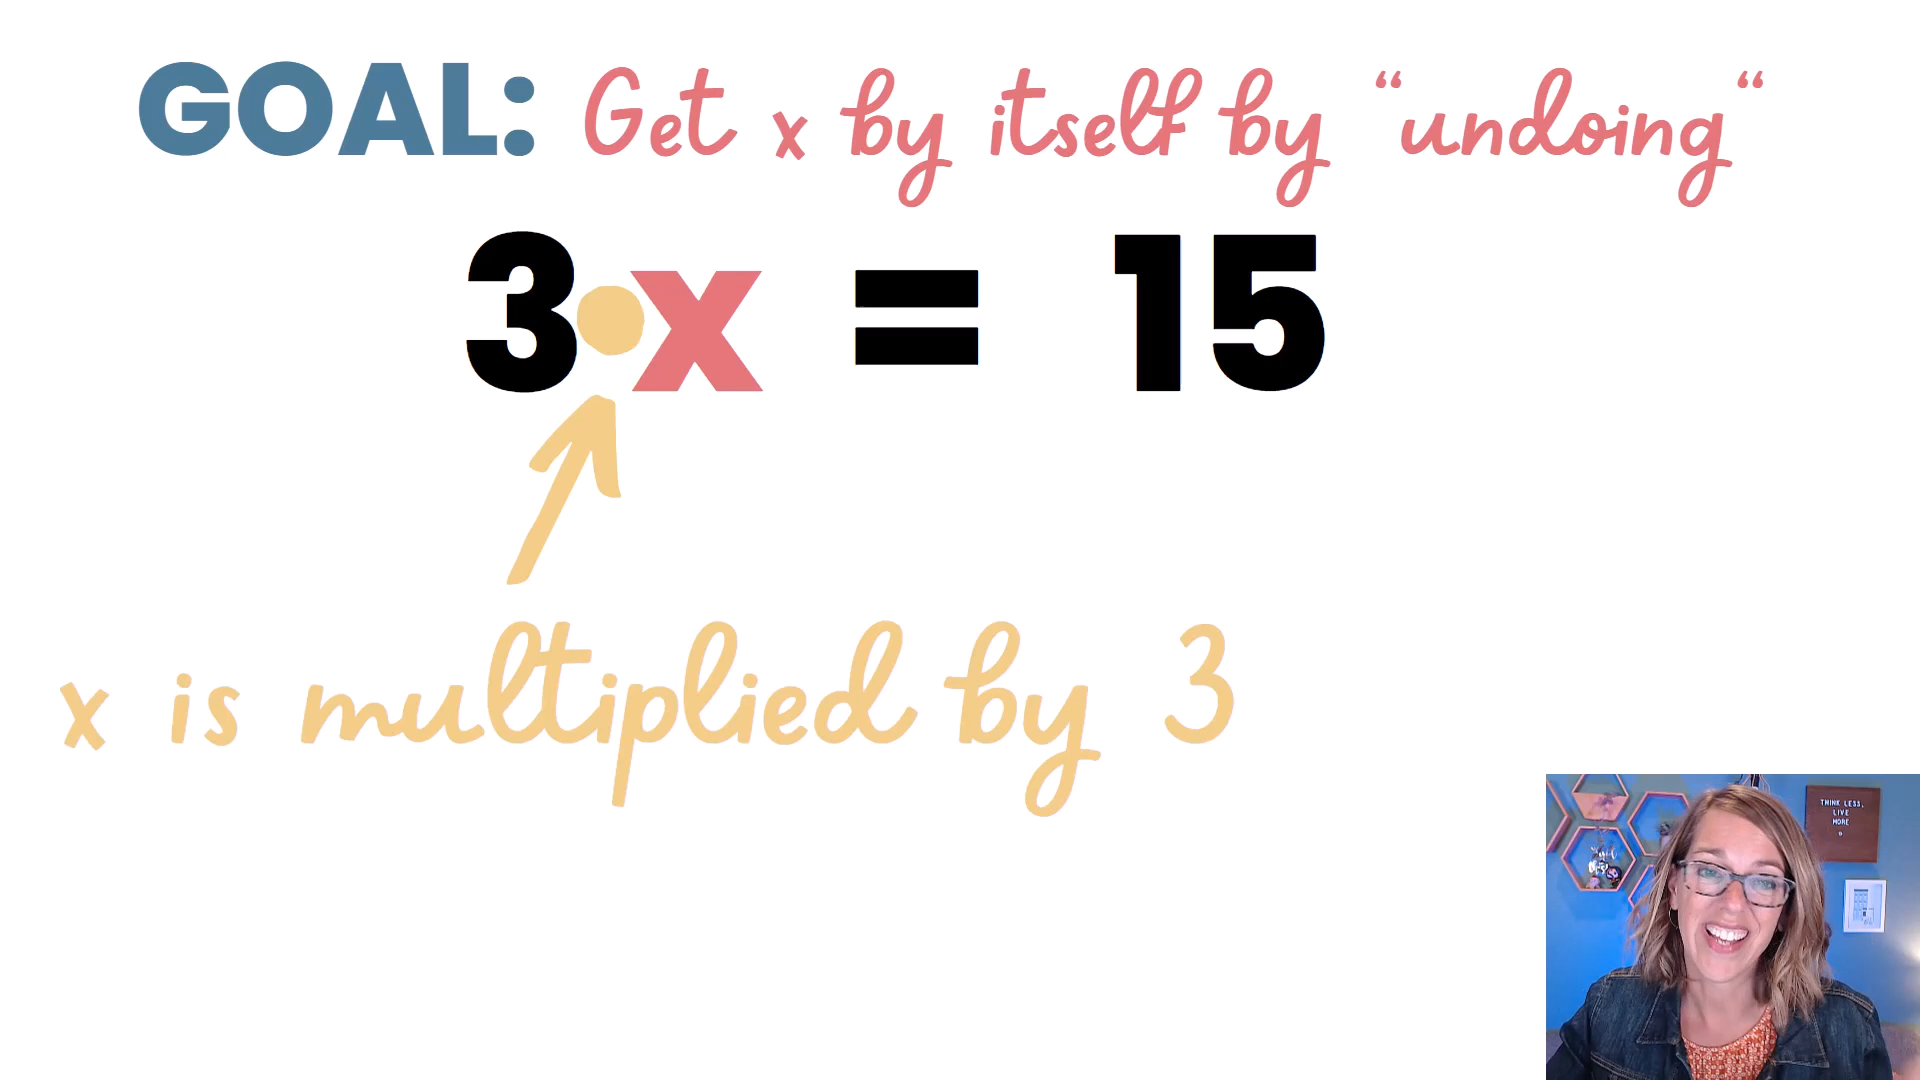 GOAL: Get x by itself by “undoing“
3•x = 15
x is multiplied by 3
THINK LESS,
LIVE
MORE